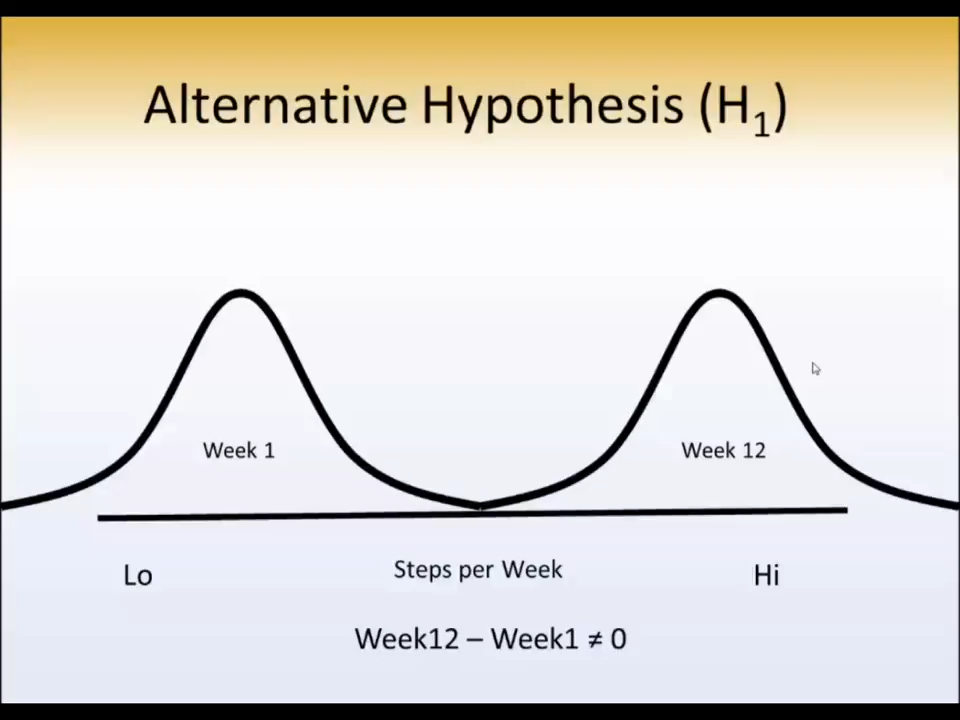 Alternative Hypothesis (H₁)
Week 1
Week 12
Lo
Steps per Week
Hi
Week12 – Week1 ≠ 0